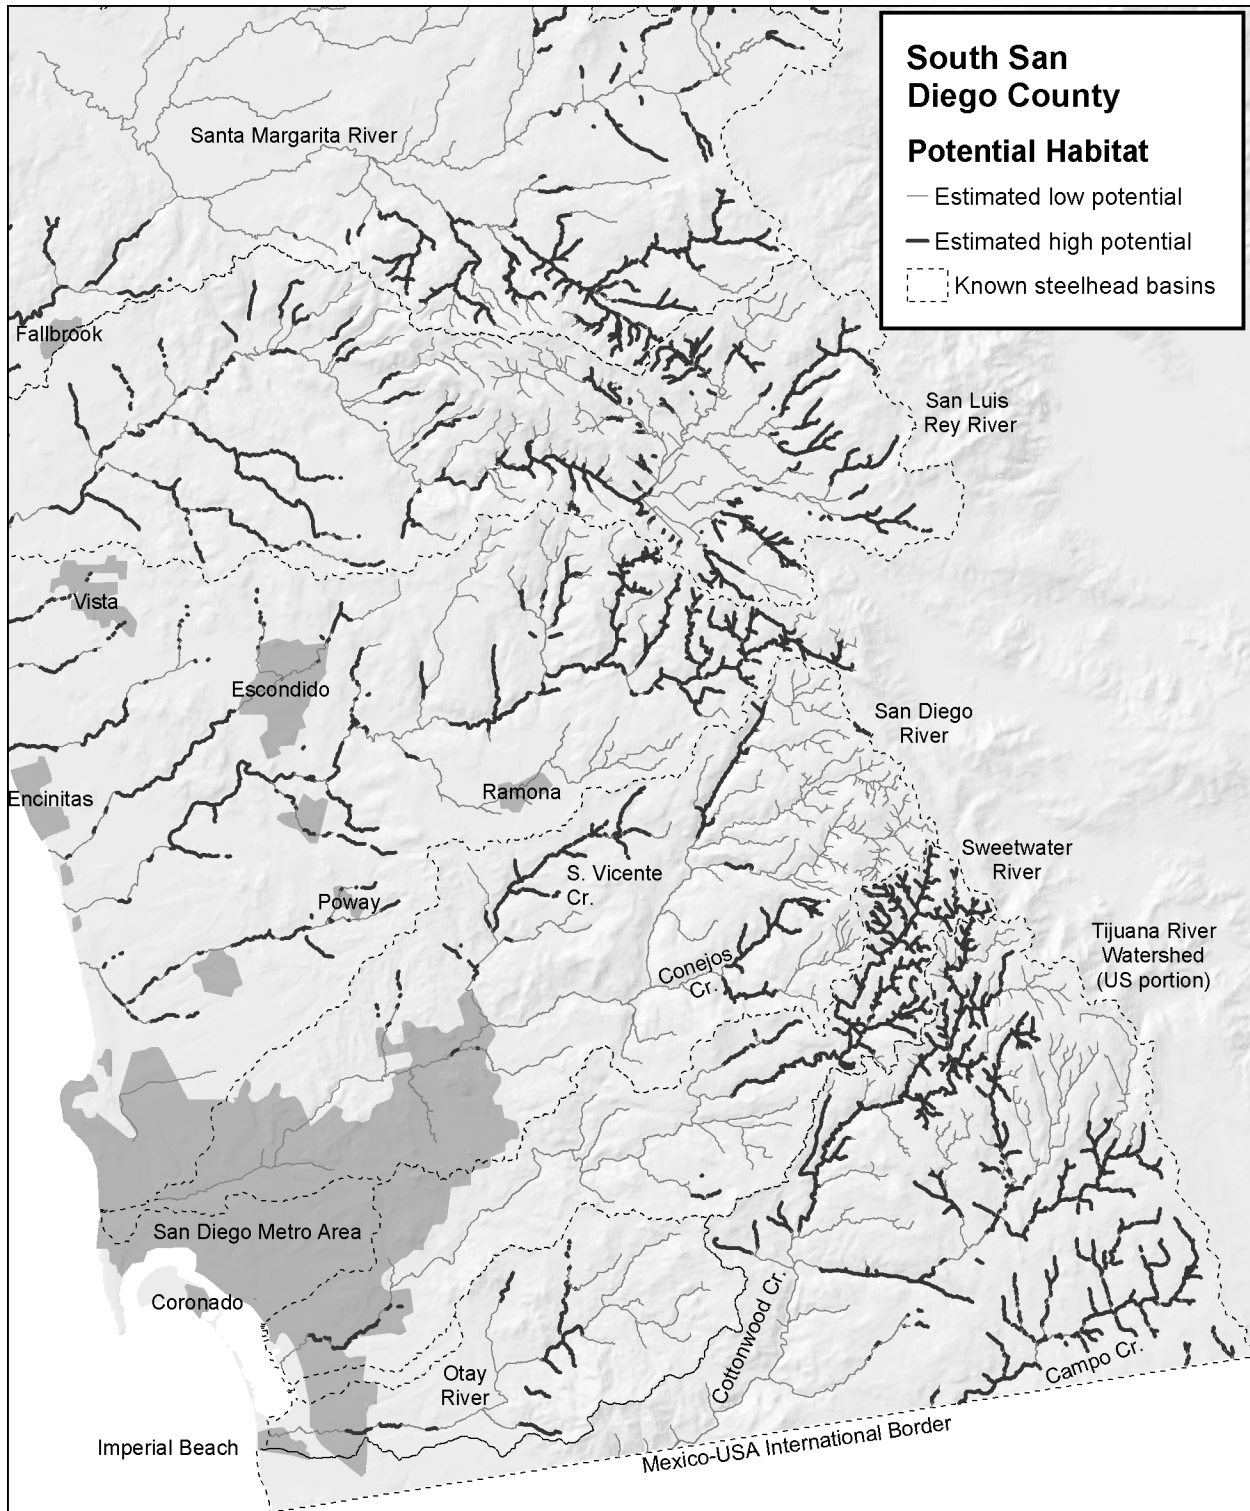 South San
Diego County
Potential Habitat
Estimated low potential
Estimated high potential
Known steelhead basins
Santa Margarita River
Fallbrook
San Luis
Rey River
Vista
Escondido
San Diego
River
Encinitas
Ramona
Sweetwater
River
S. Vicente
Cr.
Poway
Tijuana River
Watershed
(US portion)
Conejos
Cr.
San Diego Metro Area
Coronado
Cottonwood Cr.
Otay
River
Campo Cr.
Imperial Beach
Mexico-USA International Border